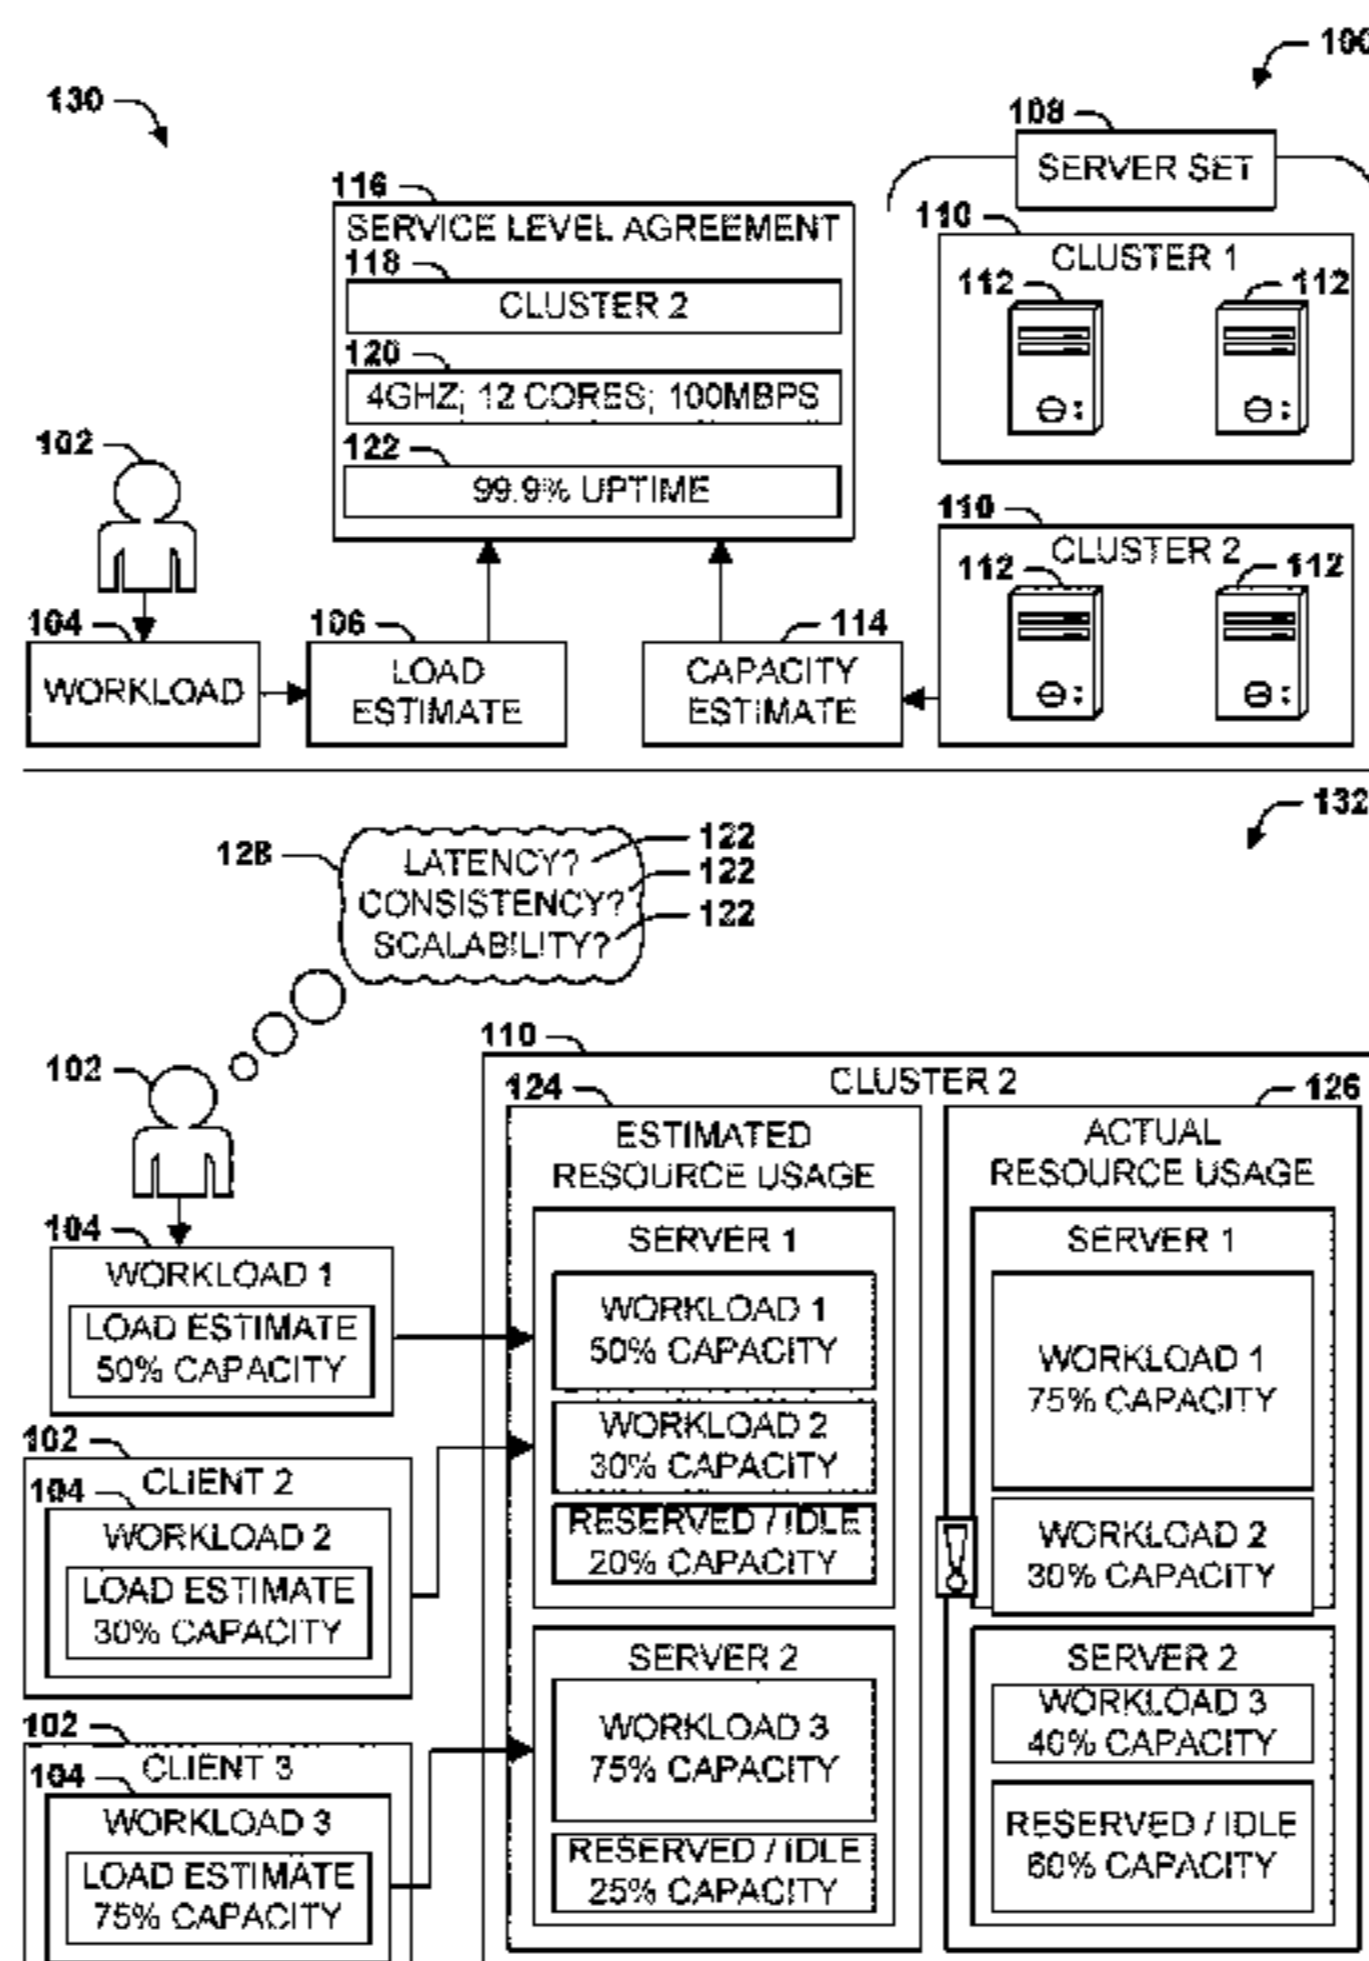 100
130
108
SERVER SET
116
SERVICE LEVEL AGREEMENT
118
CLUSTER 2
120
4GHZ; 12 CORES; 100MBPS
122
99.9% UPTIME
110
CLUSTER 1
112
112
110
CLUSTER 2
112
112
102
104
WORKLOAD
106
LOAD
ESTIMATE
114
CAPACITY
ESTIMATE
132
128
LATENCY?
122
CONSISTENCY?
122
SCALABILITY?
122
102
104
WORKLOAD 1
LOAD ESTIMATE
50% CAPACITY
102
CLIENT 2
104
WORKLOAD 2
LOAD ESTIMATE
30% CAPACITY
102
CLIENT 3
104
WORKLOAD 3
LOAD ESTIMATE
75% CAPACITY
110
CLUSTER 2
124
ESTIMATED
RESOURCE USAGE
SERVER 1
WORKLOAD 1
50% CAPACITY
WORKLOAD 2
30% CAPACITY
RESERVED / IDLE
20% CAPACITY
SERVER 2
WORKLOAD 3
75% CAPACITY
RESERVED / IDLE
25% CAPACITY
126
ACTUAL
RESOURCE USAGE
SERVER 1
WORKLOAD 1
75% CAPACITY
!
WORKLOAD 2
30% CAPACITY
SERVER 2
WORKLOAD 3
40% CAPACITY
RESERVED / IDLE
60% CAPACITY